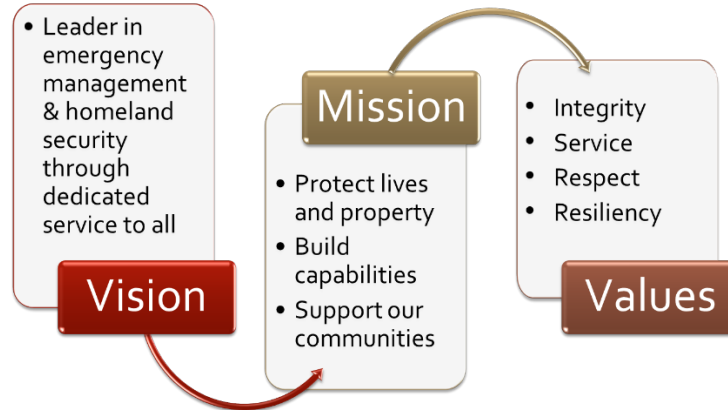 • Leader in
emergency
management
& homeland
security
through
dedicated
service to all
Vision
Mission
• Protect lives
and property
• Build
capabilities
• Support our
communities
• Integrity
• Service
• Respect
• Resiliency
Values